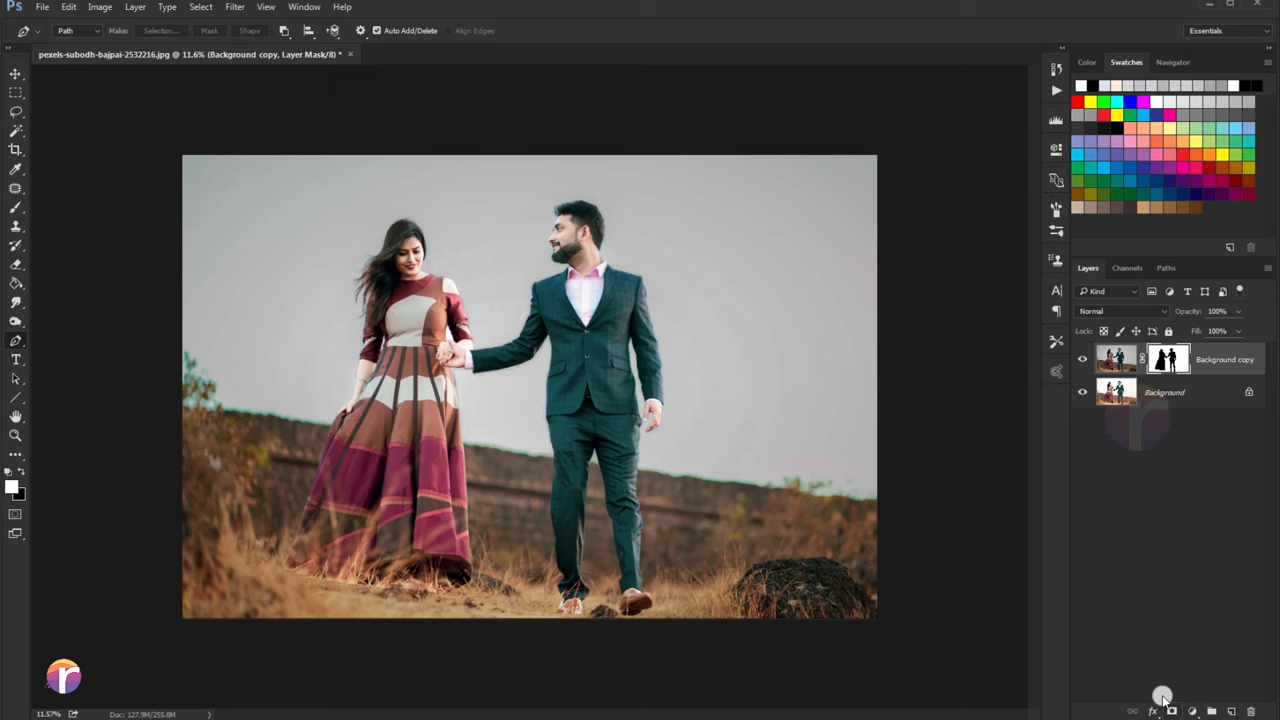 Ps File Edit Image Layer Type Select Filter View Window Help
Path Make: Selection... Mask Shape Auto Add/Delete Align Edges Essentials
pexels-subodh-bajpai-2532216.jpg @ 11.6% (Background copy, Layer Mask/8) *
Color Swatches Navigator
Layers Channels Paths
Kind
Normal Opacity: 100%
Lock: Fill: 100%
Background copy
Background
r
11.57% Doc: 127.9M/255.8M